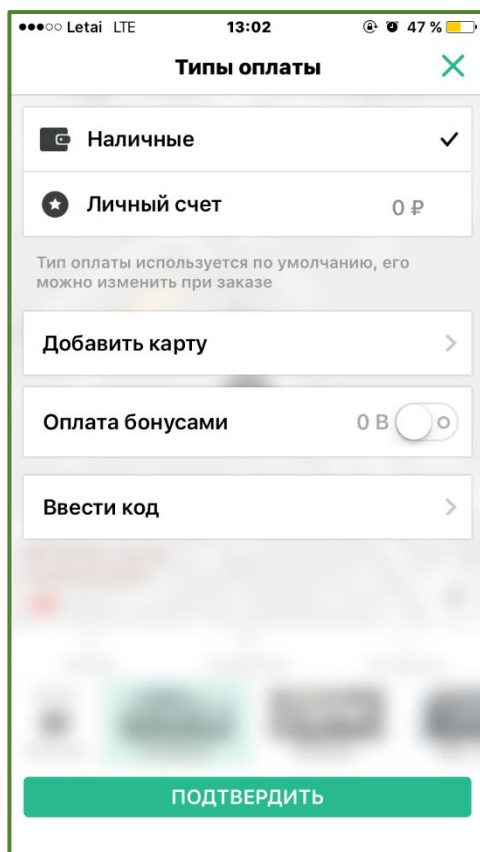 Letai LTE 13:02 47 %
Типы оплаты
Наличные
Личный счет 0 ₽
Тип оплаты используется по умолчанию, его
можно изменить при заказе
Добавить карту
Оплата бонусами 0 B
Ввести код
ПОДТВЕРДИТЬ